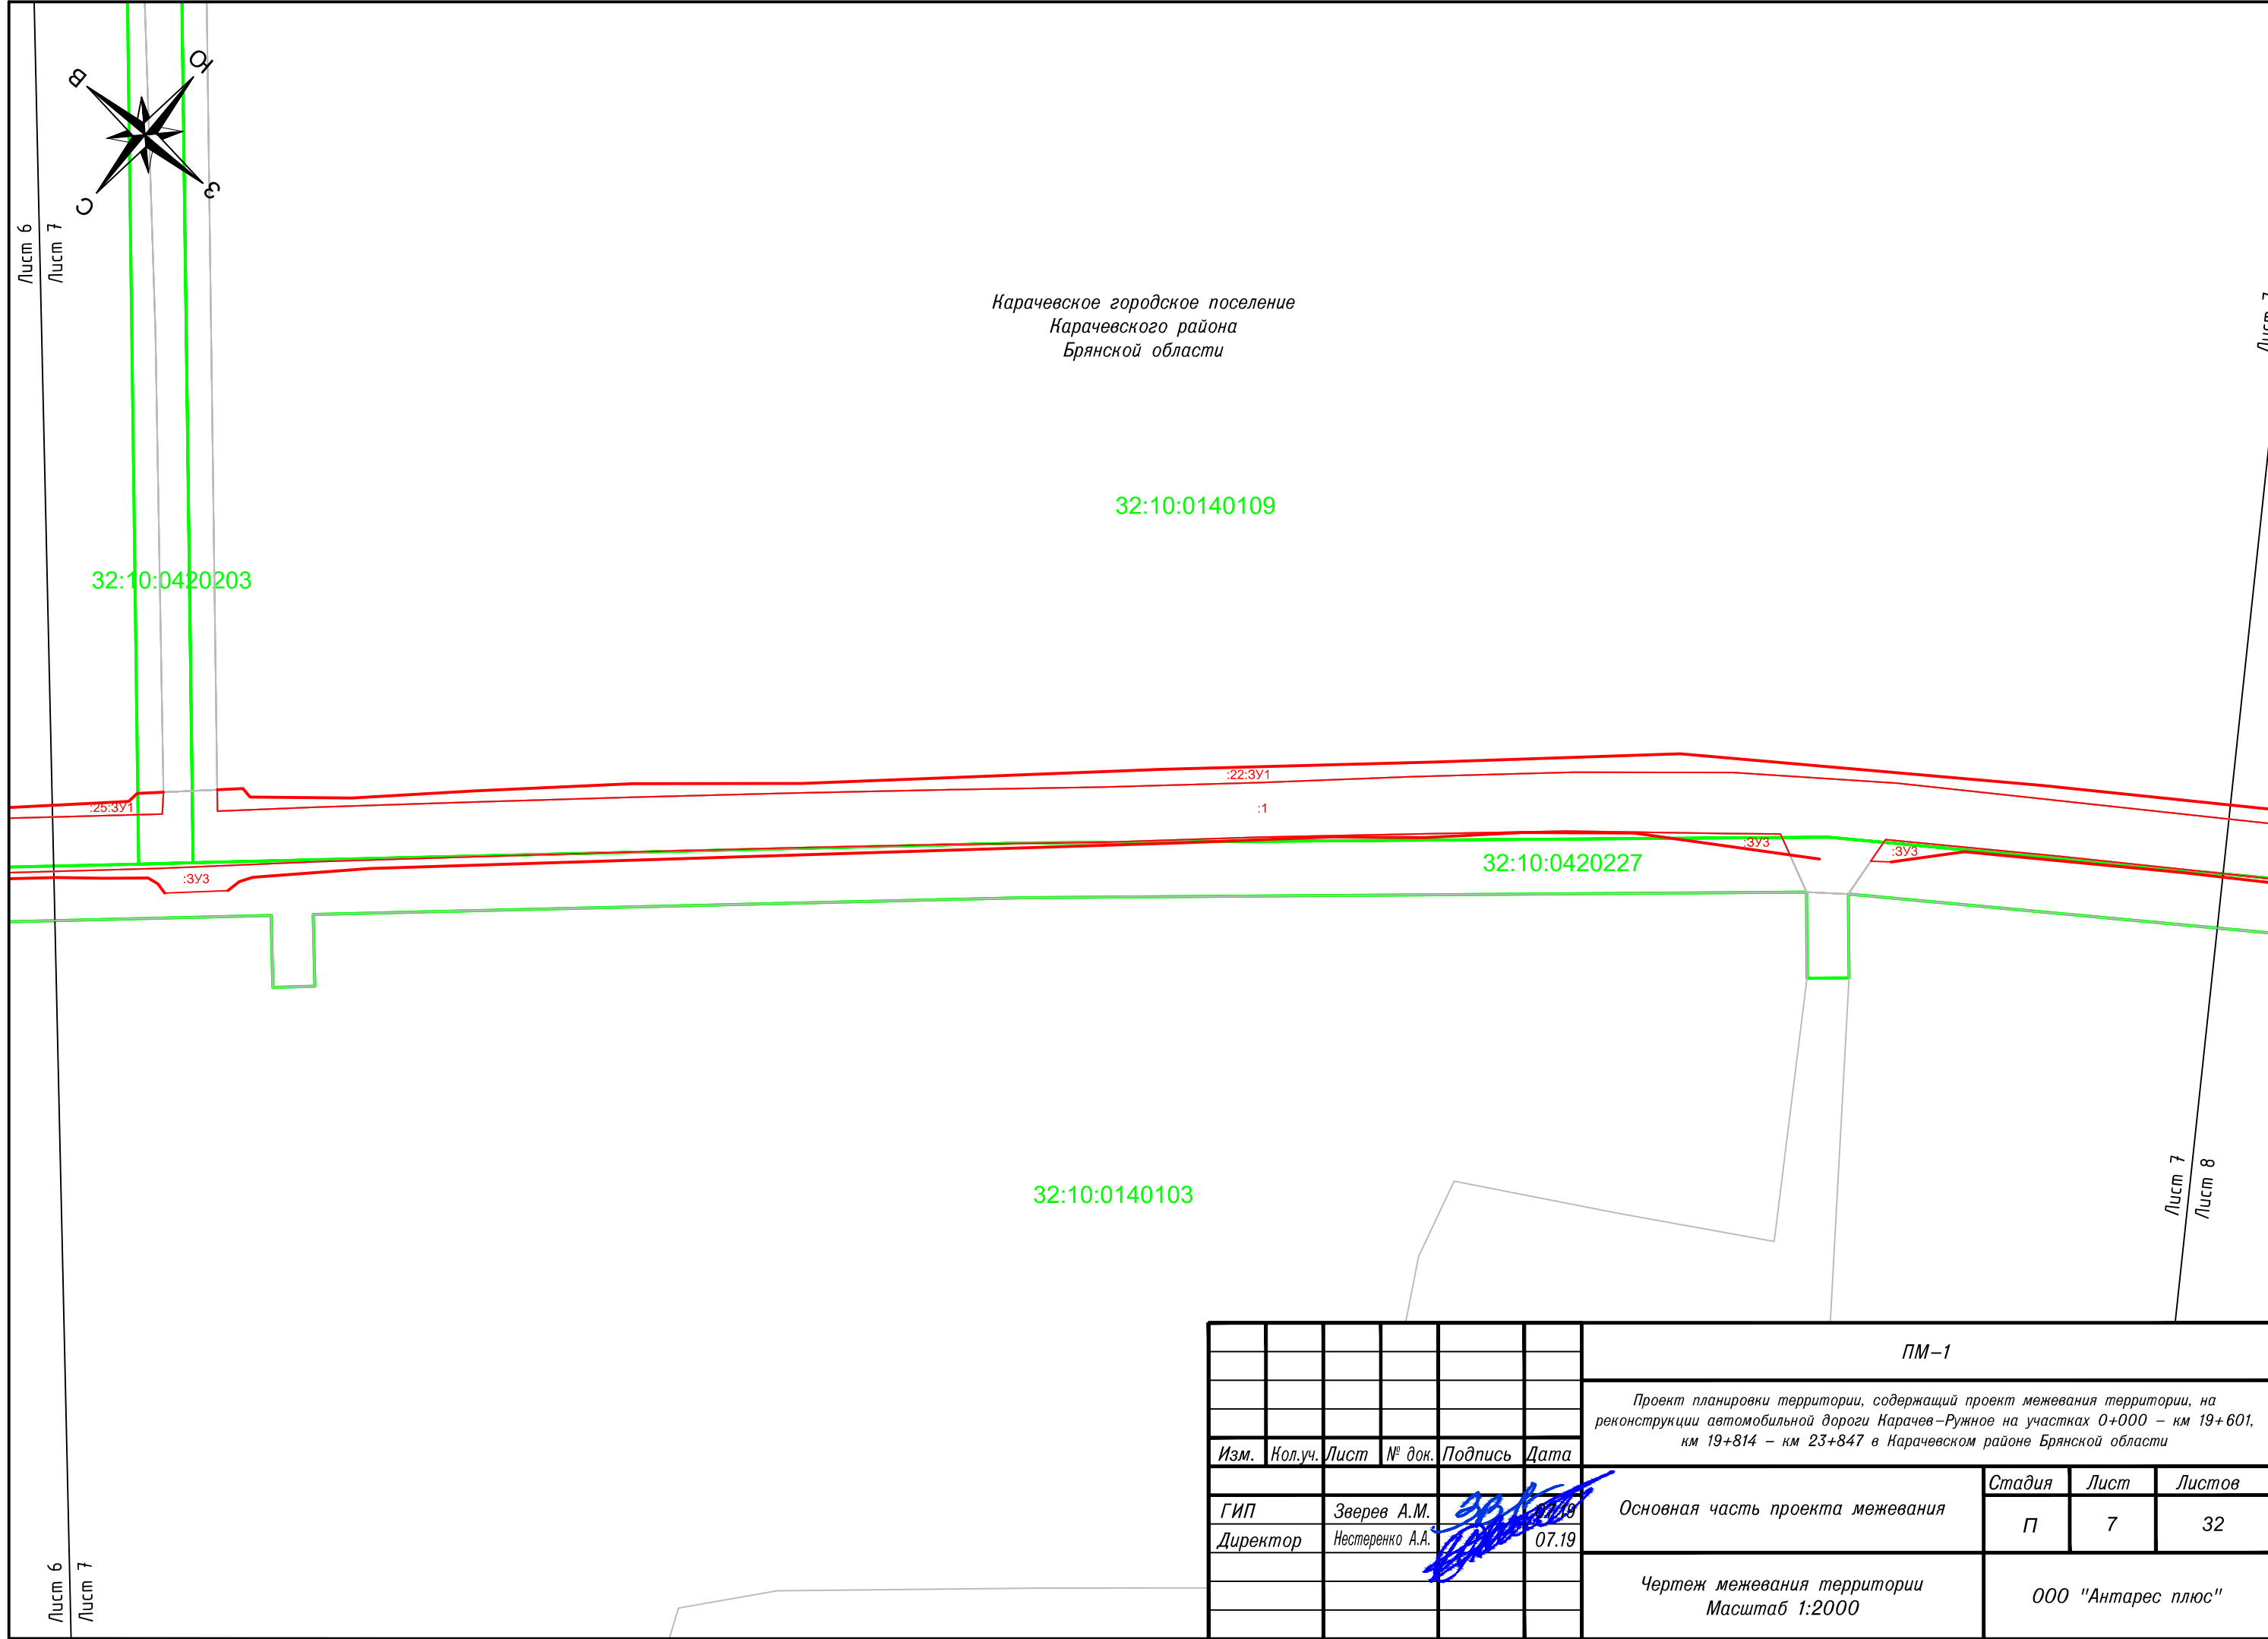 В
Ю
С
З
Лист 6
Лист 7
Лист 7
Карачевское городское поселение
Карачевского района
Брянской области
32:10:0140109
32:10:0420203
:22:ЗУ1
:25:ЗУ1
:1
:ЗУ3
:ЗУ3
:ЗУ3
32:10:0420227
32:10:0140103
Лист 7
Лист 8
Лист 6
Лист 7
ПМ-1
Проект планировки территории, содержащий проект межевания территории, на
реконструкции автомобильной дороги Карачев-Ружное на участках 0+000 - км 19+601,
км 19+814 - км 23+847 в Карачевском районе Брянской области
Изм. Кол.уч. Лист № док. Подпись Дата
Стадия Лист Листов
ГИП Зверев А.М. 07.19
Основная часть проекта межевания
П 7 32
Директор Нестеренко А.А. 07.19
Чертеж межевания территории
Масштаб 1:2000
ООО "Антарес плюс"